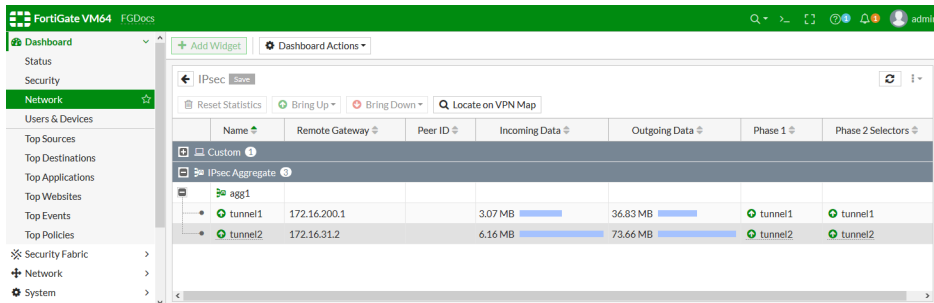 FortiGate VM64 FGDocs
1 1 admin
Dashboard
Add Widget Dashboard Actions
Status
Security
IPsec Save
Network
Reset Statistics Bring Up Bring Down Locate on VPN Map
Users & Devices
Top Sources
Name Remote Gateway Peer ID Incoming Data Outgoing Data Phase 1 Phase 2 Selectors
Top Destinations
Custom 1
Top Applications
IPsec Aggregate 3
Top Websites
agg1
Top Events
tunnel1 172.16.200.1 3.07 MB 36.83 MB tunnel1 tunnel1
Top Policies
tunnel2 172.16.31.2 6.16 MB 73.66 MB tunnel2 tunnel2
Security Fabric
Network
System